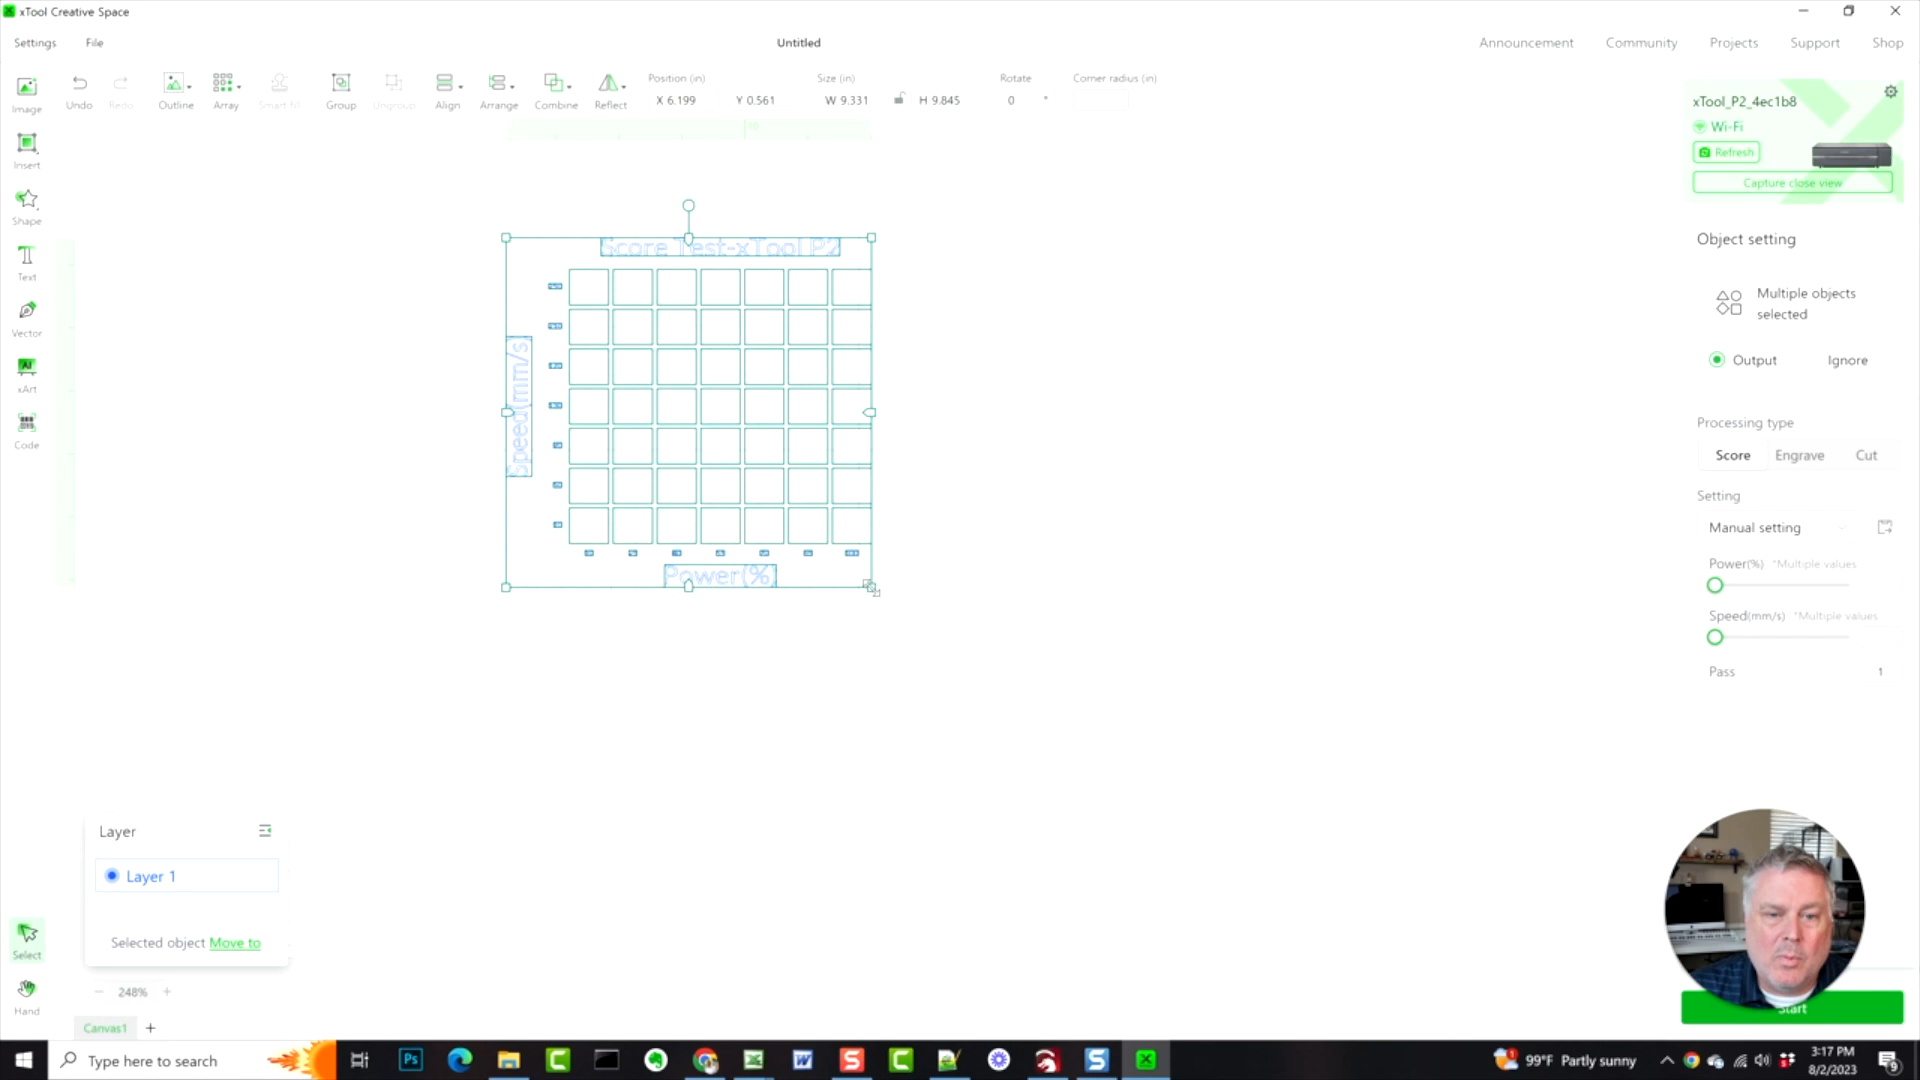 xTool Creative Space
Settings File Untitled Announcement Community Projects Support Shop
Image Undo Redo Outline Array Smart fill Group Ungroup Align Arrange Combine Reflect
Position (in) Size (in) Rotate Corner radius (in)
X 6.199 Y 0.561 W 9.331 H 9.845 0 °
Insert
Shape
Text
Vector
xArt
Code
Select
Hand
Score Test-xTool P2
Speed(mm/s)
Power(%)
xTool_P2_4ec1b8
Wi-Fi
Refresh
Capture close view
Object setting
Multiple objects
selected
Output Ignore
Processing type
Score Engrave Cut
Setting
Manual setting
Power(%) *Multiple values
Speed(mm/s) *Multiple values
Pass 1
Start
Layer
Layer 1
Selected object Move to
248%
Canvas1 +
Type here to search
99°F Partly sunny
3:17 PM
8/2/2023